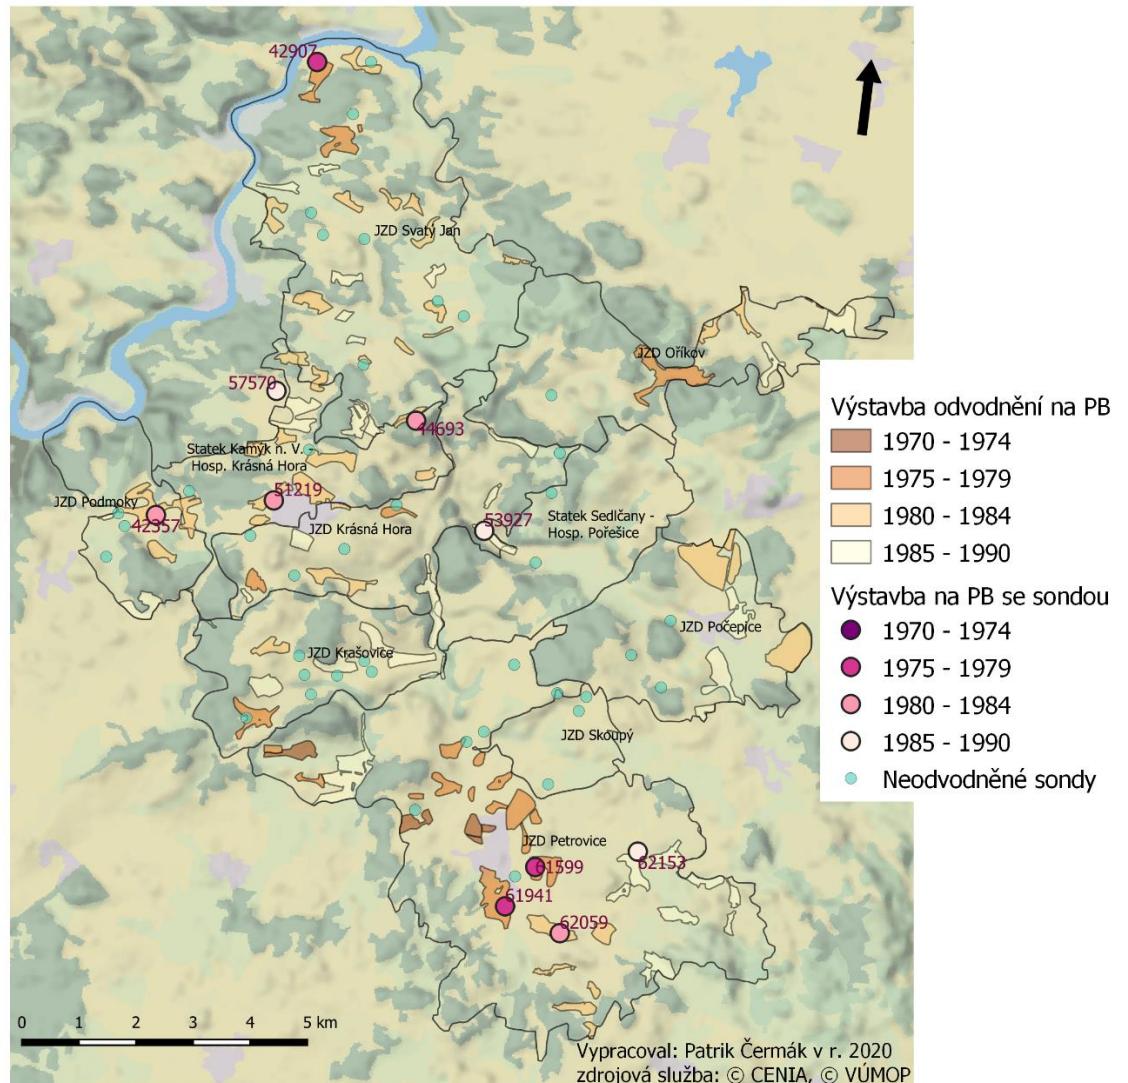 42907
JZD Svatý Jan
JZD Oříkov
57570
44693
Statek Kamýk n. V. -
Hosp. Krásná Hora
51219
JZD Podmoky
42357
JZD Krásná Hora
53927
Statek Sedlčany -
Hosp. Pořešice
JZD Počepice
JZD Krašovice
JZD Skoupý
JZD Petrovice
61599
62153
61941
62059
0 1 2 3 4 5 km
Vypracoval: Patrik Čermák v r. 2020
zdrojová služba: © CENIA, © VÚMOP
Výstavba odvodnění na PB
1970 - 1974
1975 - 1979
1980 - 1984
1985 - 1990
Výstavba na PB se sondou
1970 - 1974
1975 - 1979
1980 - 1984
1985 - 1990
Neodvodněné sondy